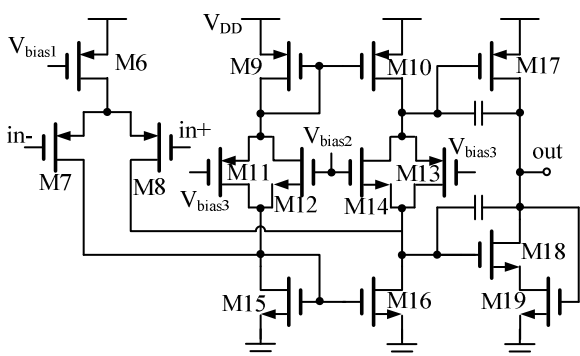 V_DD
V_bias1
M6
M9
M10
M17
in-
in+
V_bias2
V_bias3
out
M7
M8
M11
M13
V_bias3
M12
M14
M18
M15
M16
M19